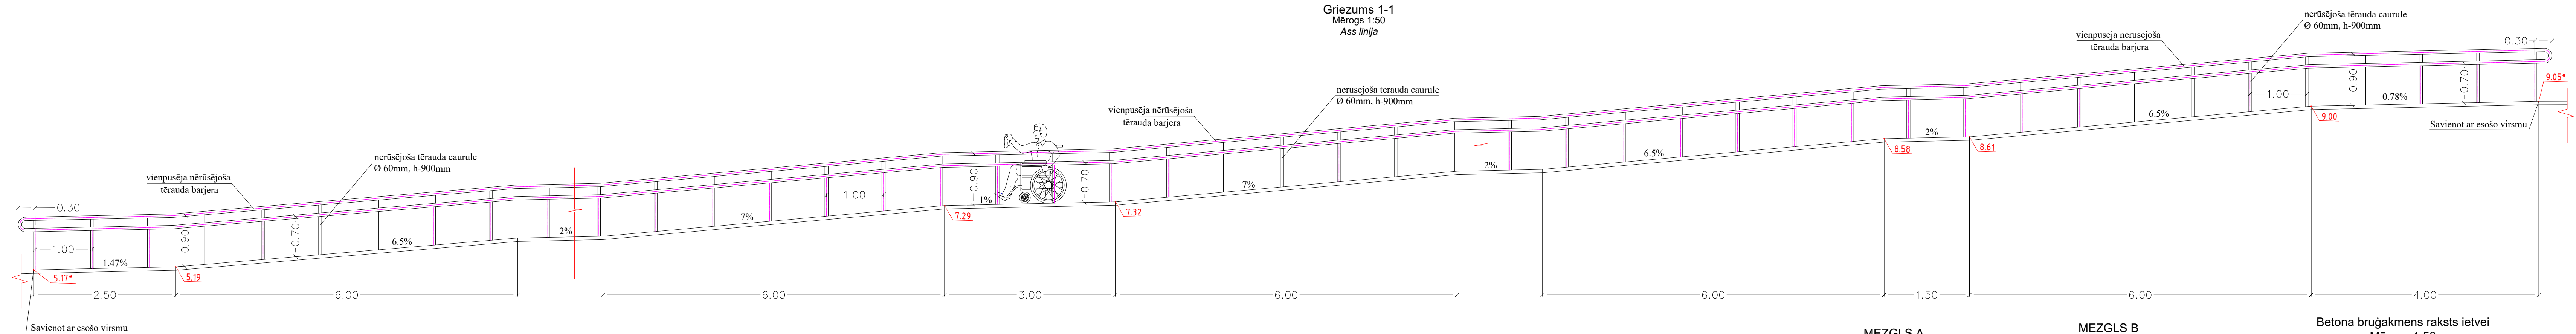 Griezums 1-1
Mērogs 1:50
Ass līnija
nerūsējoša tērauda caurule
Ø 60mm, h-900mm
vienpusēja nērūsējoša
tērauda barjera
0.30
9.05*
0.90
0.70
1.00
0.78%
6.5%
9.00
Savienot ar esošo virsmu
nerūsējoša tērauda caurule
Ø 60mm, h-900mm
vienpusēja nērūsējoša
tērauda barjera
2%
8.58
8.61
6.5%
2%
7%
0.90
0.70
1%
7.29
7.32
nerūsējoša tērauda caurule
Ø 60mm, h-900mm
vienpusēja nērūsējoša
tērauda barjera
0.30
1.00
7%
2%
6.5%
0.90
0.70
1.00
1.47%
5.17*
5.19
2.50
6.00
6.00
3.00
6.00
6.00
1.50
6.00
4.00
Savienot ar esošo virsmu
MEZGLS A
MEZGLS B
Betona bruģakmens raksts ietvei
Mērogs 1:50